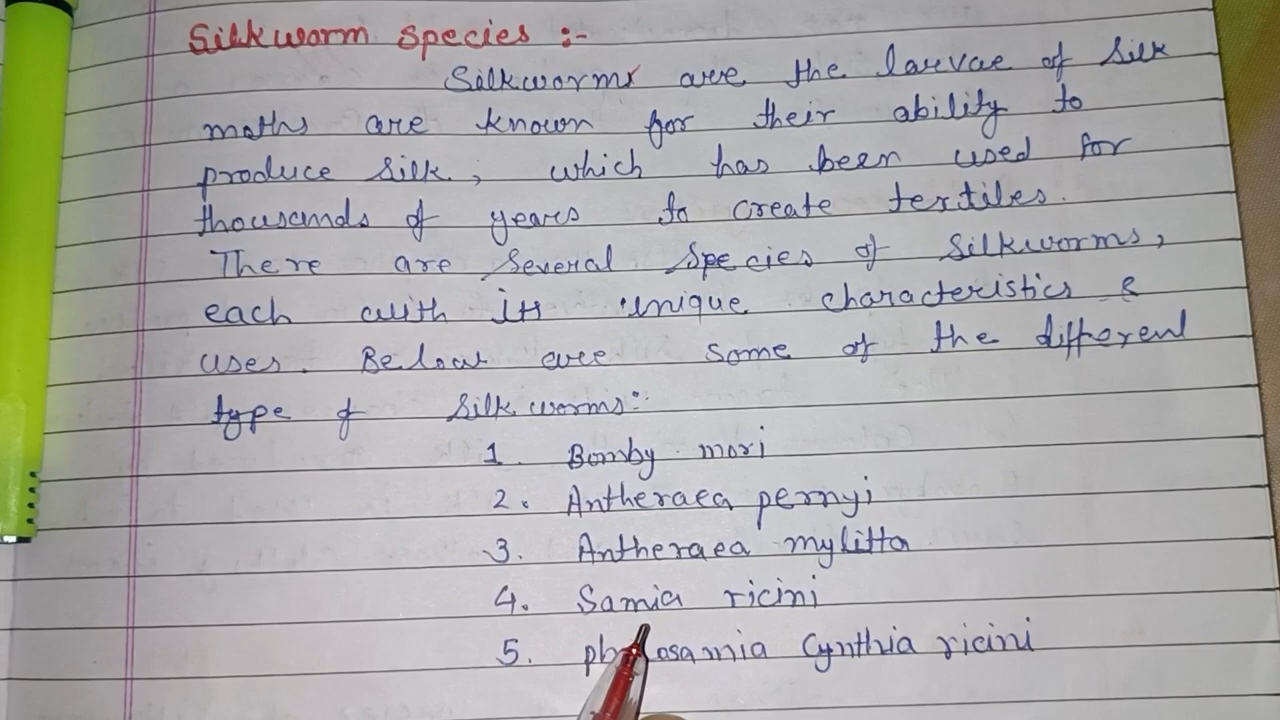 Silkworm Species :-
Silkworms are the larvae of silk
moths are known for their ability to
produce silk, which has been used for
thousands of years to create textiles.
There are several species of silkworms,
each with its unique characteristics &
uses. Below are some of the different
type of silkworms:
1. Bomby mori
2. Antheraea pernyi
3. Antheraea mylitta
4. Samia ricini
5. Cynthia ricini